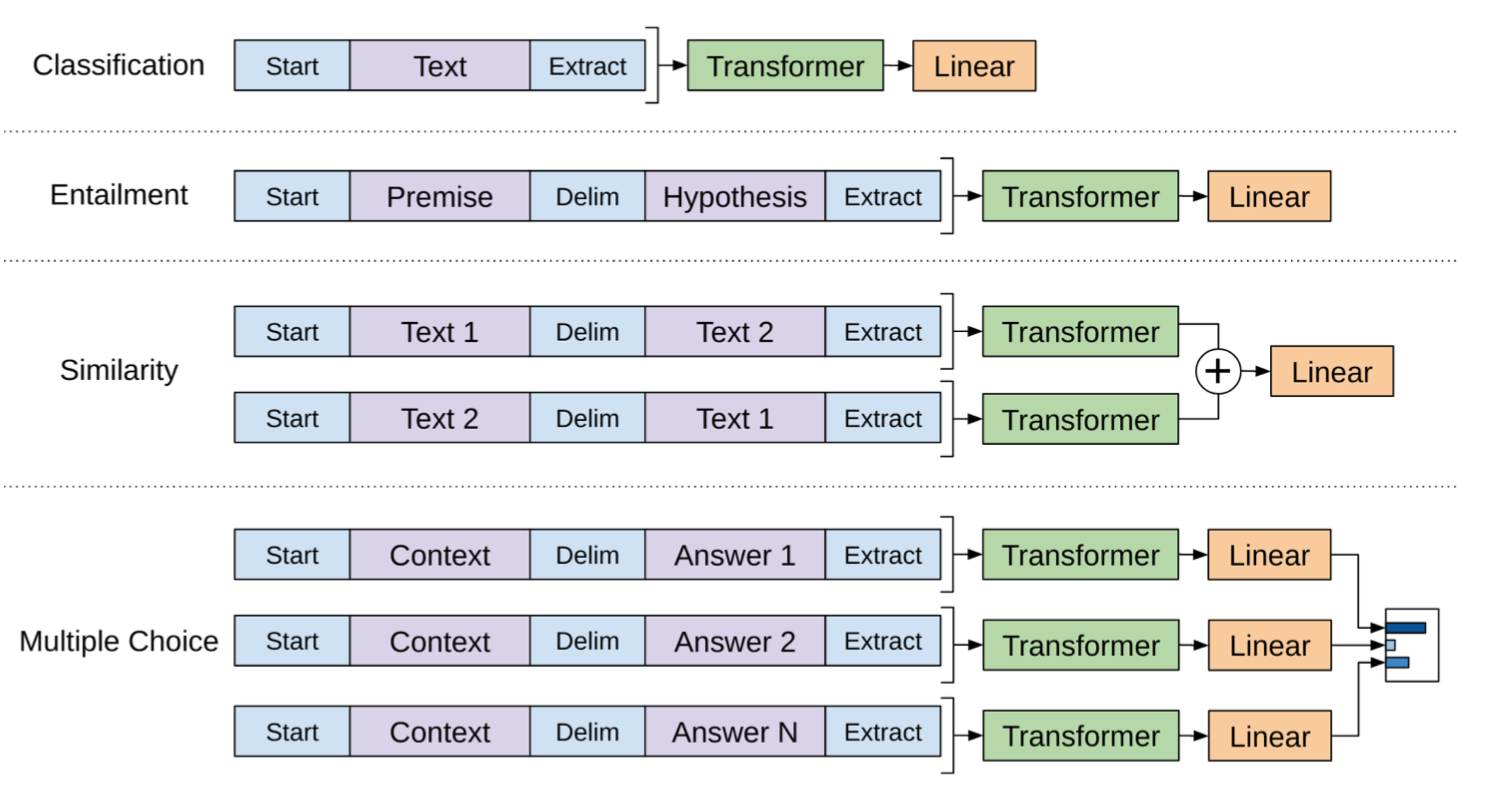 Classification Start Text Extract Transformer Linear
Entailment Start Premise Delim Hypothesis Extract Transformer Linear
Start Text 1 Delim Text 2 Extract Transformer
Similarity + Linear
Start Text 2 Delim Text 1 Extract Transformer
Start Context Delim Answer 1 Extract Transformer Linear
Multiple Choice Start Context Delim Answer 2 Extract Transformer Linear
Start Context Delim Answer N Extract Transformer Linear